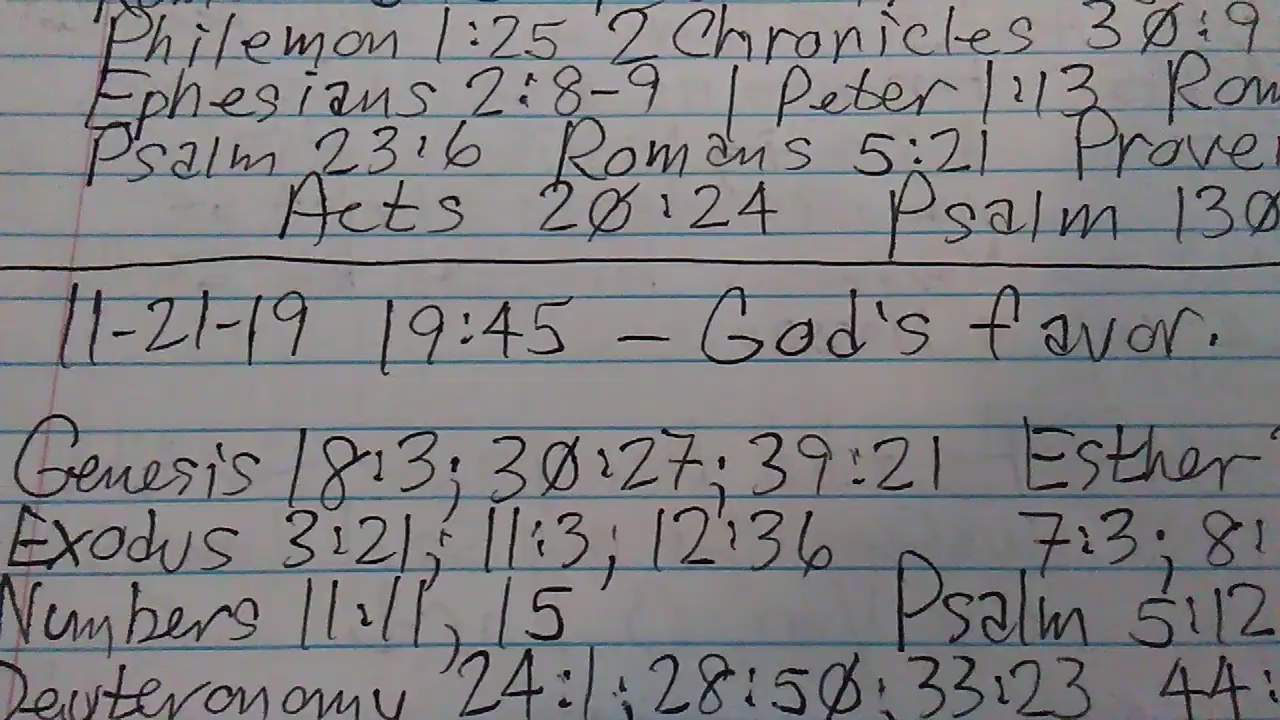 Philemon 1:25 2 Chronicles 30:9
Ephesians 2:8-9 1 Peter 1:13 Rom
Psalm 23:6 Romans 5:21 Prove
Acts 20:24 Psalm 130
11-21-19 19:45 - God's favor.
Genesis 18:3; 30:27; 39:21 Esther
Exodus 3:21; 11:3; 12:36 7:3; 8:
Numbers 11:11, 15 Psalm 5:12
Deuteronomy 24:1; 28:50; 33:23 44: